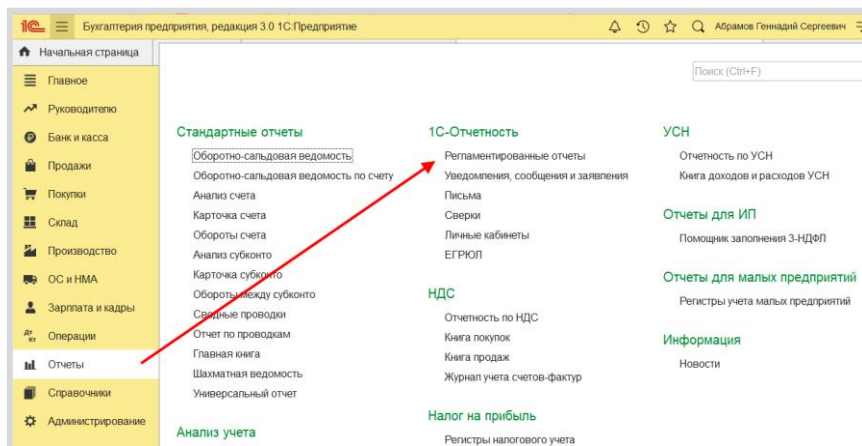 1С Бухгалтерия предприятия, редакция 3.0 1С:Предприятие
Абрамов Геннадий Сергеевич
Начальная страница
Поиск (Ctrl+F)
Главное
Руководителю
Банк и касса
Продажи
Покупки
Склад
Производство
ОС и НМА
Зарплата и кадры
Дт
Кт
Операции
Отчеты
Справочники
Администрирование
Стандартные отчеты
Оборотно-сальдовая ведомость
Оборотно-сальдовая ведомость по счету
Анализ счета
Карточка счета
Обороты счета
Анализ субконто
Карточка субконто
Обороты между субконто
Сводные проводки
Отчет по проводкам
Главная книга
Шахматная ведомость
Универсальный отчет
Анализ учета
1С-Отчетность
Регламентированные отчеты
Уведомления, сообщения и заявления
Письма
Сверки
Личные кабинеты
ЕГРЮЛ
НДС
Отчетность по НДС
Книга покупок
Книга продаж
Журнал учета счетов-фактур
Налог на прибыль
Регистры налогового учета
УСН
Отчетность по УСН
Книга доходов и расходов УСН
Отчеты для ИП
Помощник заполнения 3-НДФЛ
Отчеты для малых предприятий
Регистры учета малых предприятий
Информация
Новости